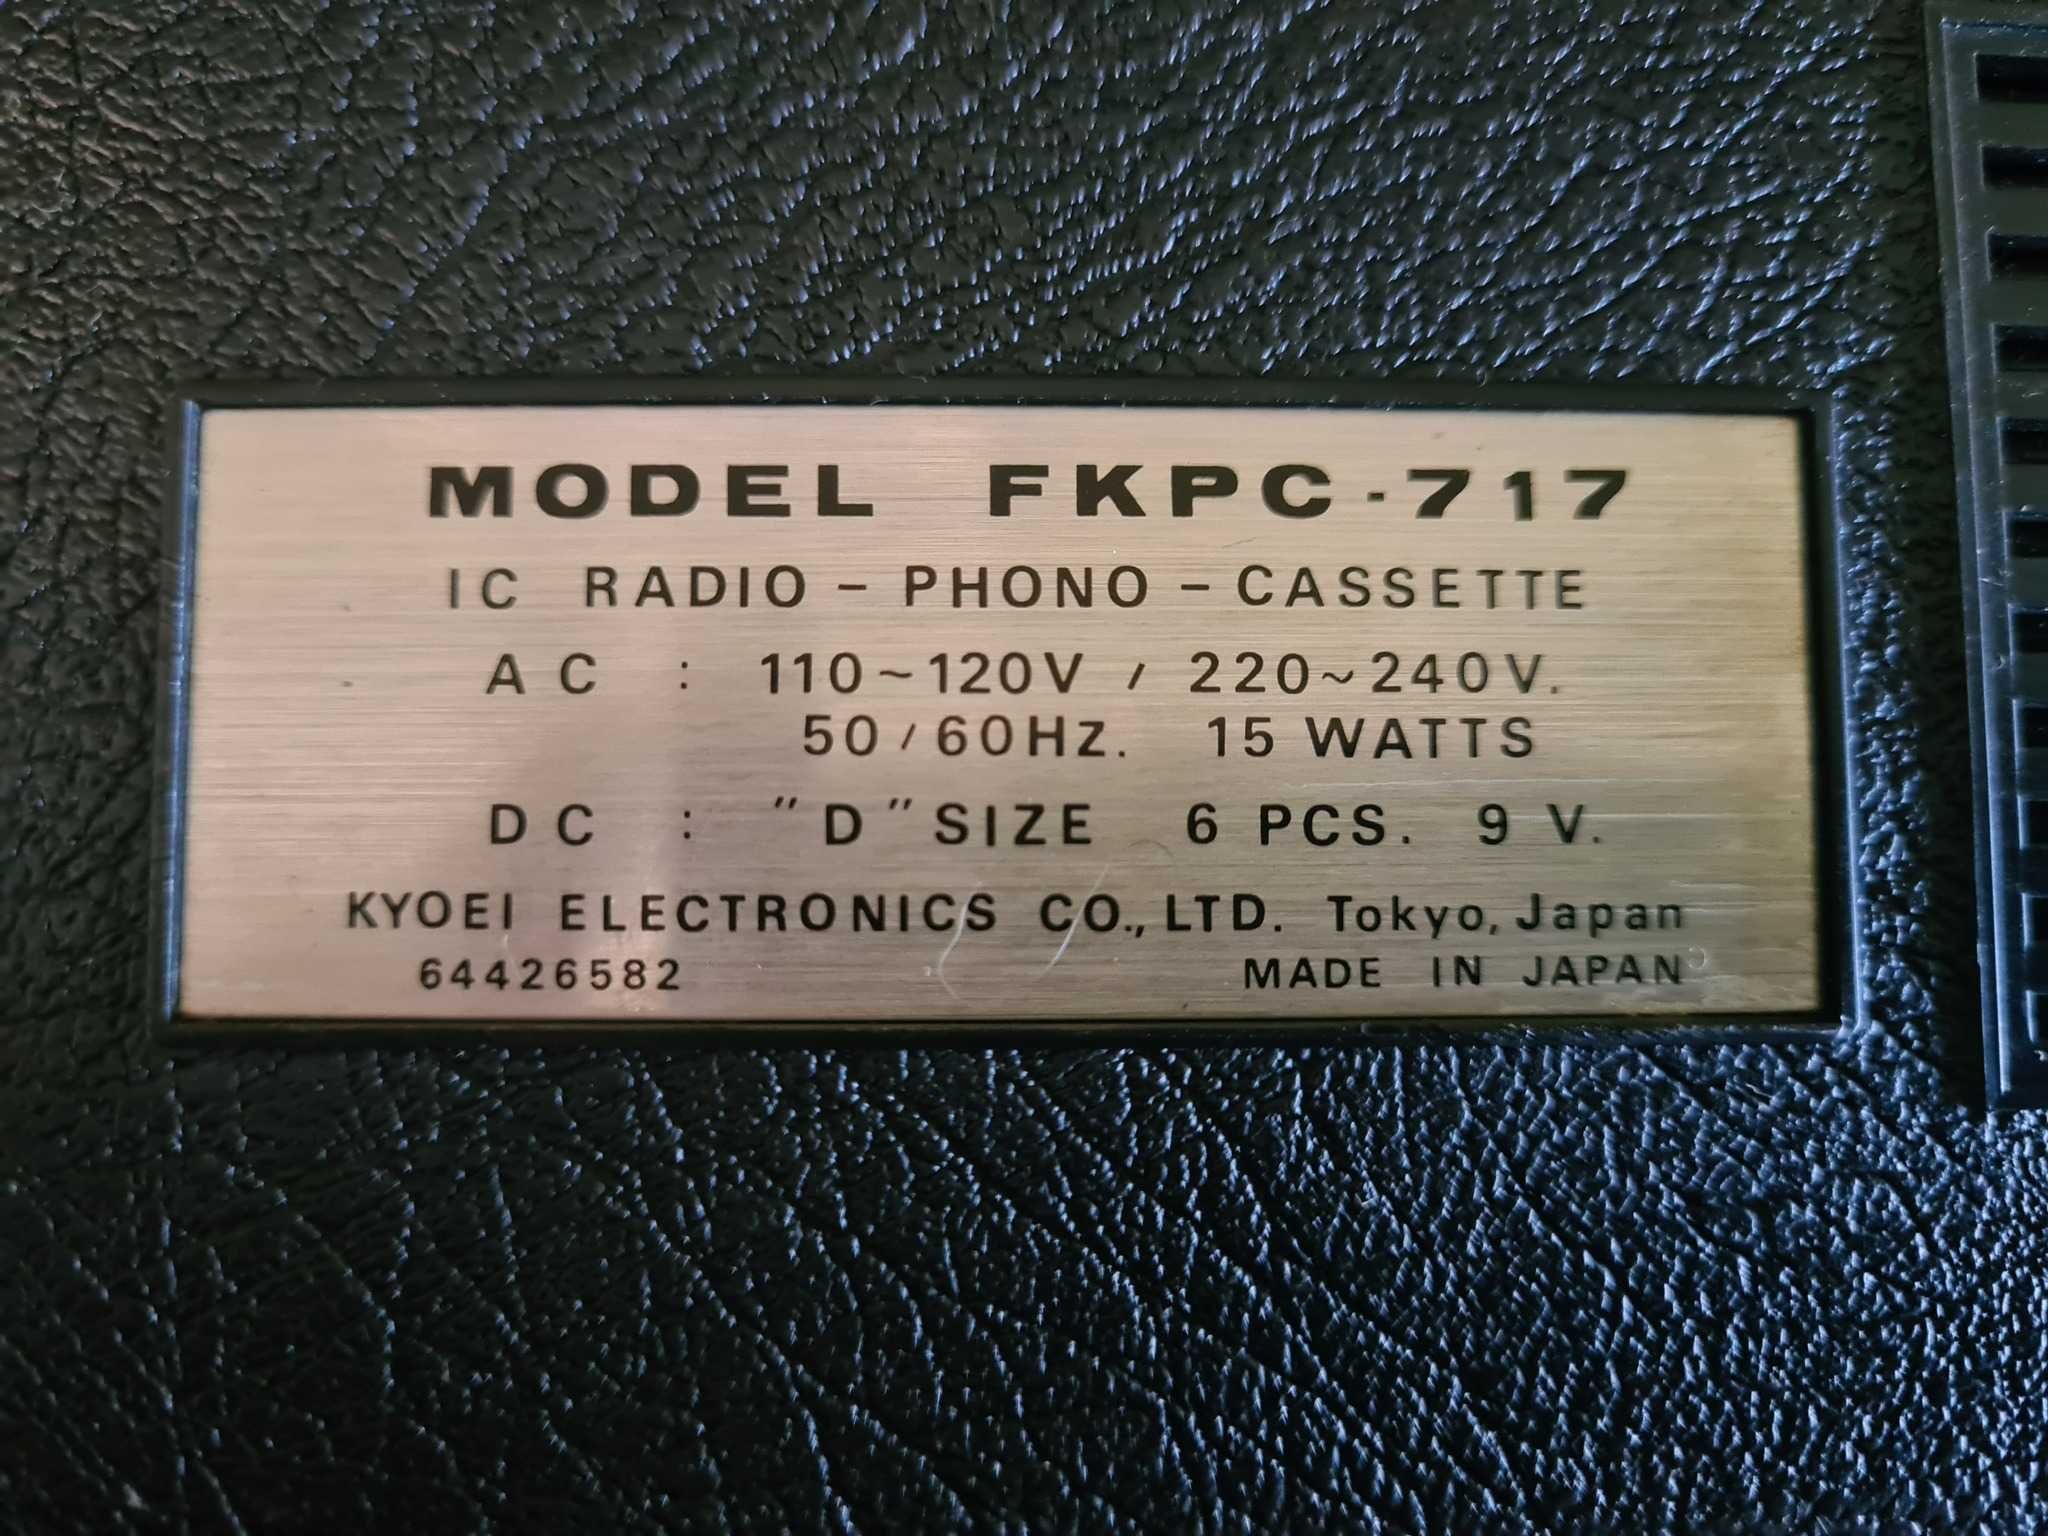 MODEL FKPC-717
IC RADIO - PHONO - CASSETTE
AC : 110~120V / 220~240V.
50/60Hz. 15 WATTS
DC : "D" SIZE 6 PCS. 9 V.
KYOEI ELECTRONICS CO., LTD. Tokyo, Japan
64426582 MADE IN JAPAN